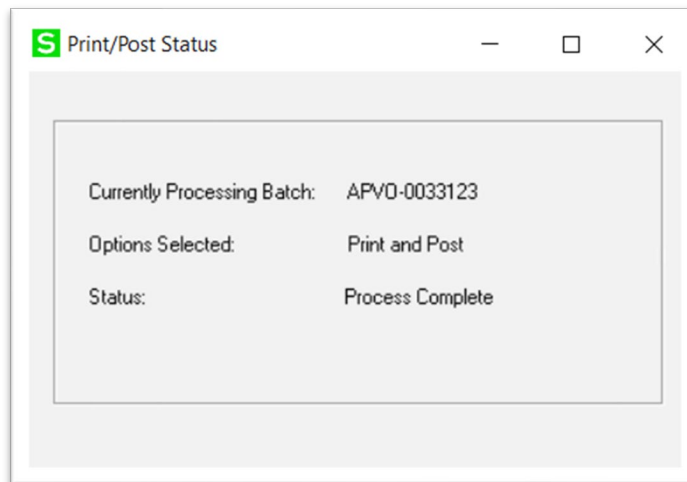 S Print/Post Status
Currently Processing Batch: APVO-0033123
Options Selected: Print and Post
Status: Process Complete